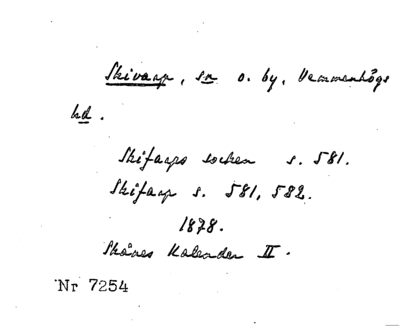 Skivarp, sn o. by, Vemmenhögs
hd.
Skifarps socken s. 581.
Skifarp s. 581, 582.
1878.
Skånes Kalender II.
Nr 7254